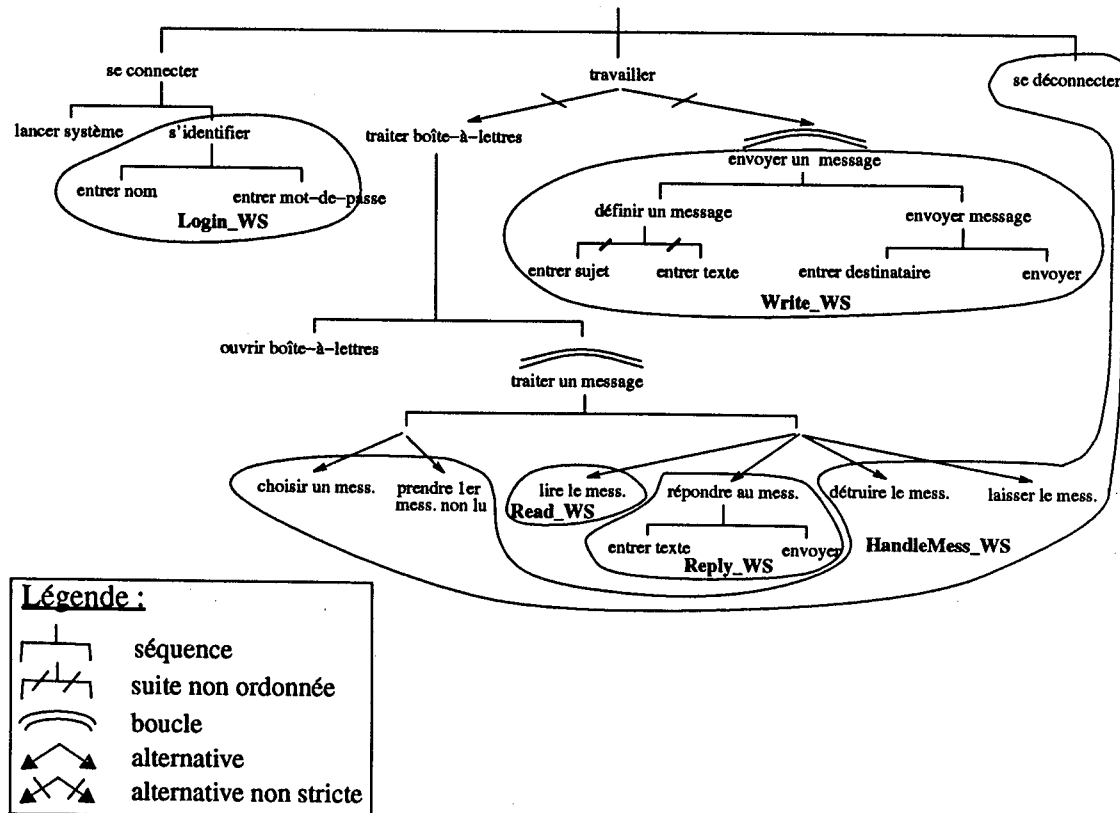 se connecter
travailler
se déconnecter
lancer système
s'identifier
traiter boîte-à-lettres
envoyer un message
entrer nom
entrer mot-de-passe
Login_WS
définir un message
envoyer message
entrer sujet
entrer texte
entrer destinataire
envoyer
Write_WS
ouvrir boîte-à-lettres
traiter un message
choisir un mess.
prendre 1er
mess. non lu
lire le mess.
Read_WS
répondre au mess.
détruire le mess.
laisser le mess.
entrer texte
envoyer
Reply_WS
HandleMess_WS
Légende :
séquence
suite non ordonnée
boucle
alternative
alternative non stricte